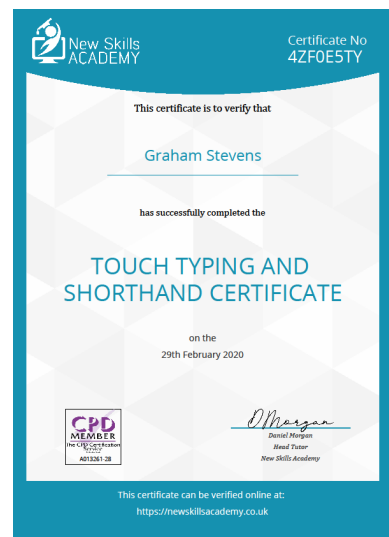 New Skills
ACADEMY
Certificate No
4ZF0E5TY
This certificate is to verify that
Graham Stevens
has successfully completed the
TOUCH TYPING AND
SHORTHAND CERTIFICATE
on the
29th February 2020
CPD
MEMBER
The CPD Certification
Service
A013261-28
DMorgan
Daniel Morgan
Head Tutor
New Skills Academy
This certificate can be verified online at:
https://newskillsacademy.co.uk